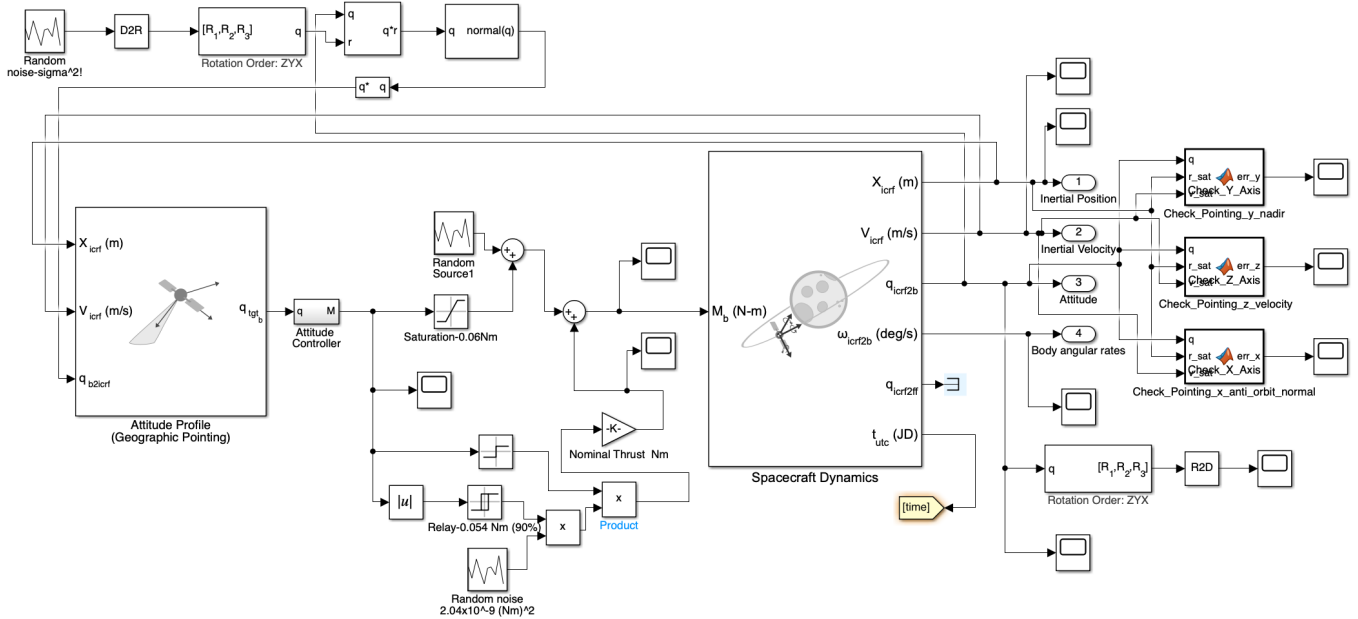 Random
noise-sigma^2!
D2R
[R1,R2,R3]
q
Rotation Order: ZYX
q
r
q*r
q
normal(q)
q*
q
Xicrf (m)
Vicrf (m/s)
qb2icrf
qtgtb
Attitude Profile
(Geographic Pointing)
q
M
Attitude
Controller
Random
Source1
++
Saturation-0.06Nm
++
-K-
Nominal Thrust Nm
|u|
Relay-0.054 Nm (90%)
x
x
Product
Random noise
2.04x10^-9 (Nm)^2
Mb (N-m)
Xicrf (m)
Vicrf (m/s)
qicrf2b
ωicrf2b (deg/s)
qicrf2ff
tutc (JD)
Spacecraft Dynamics
[time]
1
Inertial Position
2
Inertial Velocity
3
Attitude
4
Body angular rates
q
r_sat
v_sat
err_y
Check_Y_Axis
Check_Pointing_y_nadir
q
r_sat
v_sat
err_z
Check_Z_Axis
Check_Pointing_z_velocity
q
r_sat
v_sat
err_x
Check_X_Axis
Check_Pointing_x_anti_orbit_normal
q
[R1,R2,R3]
Rotation Order: ZYX
R2D